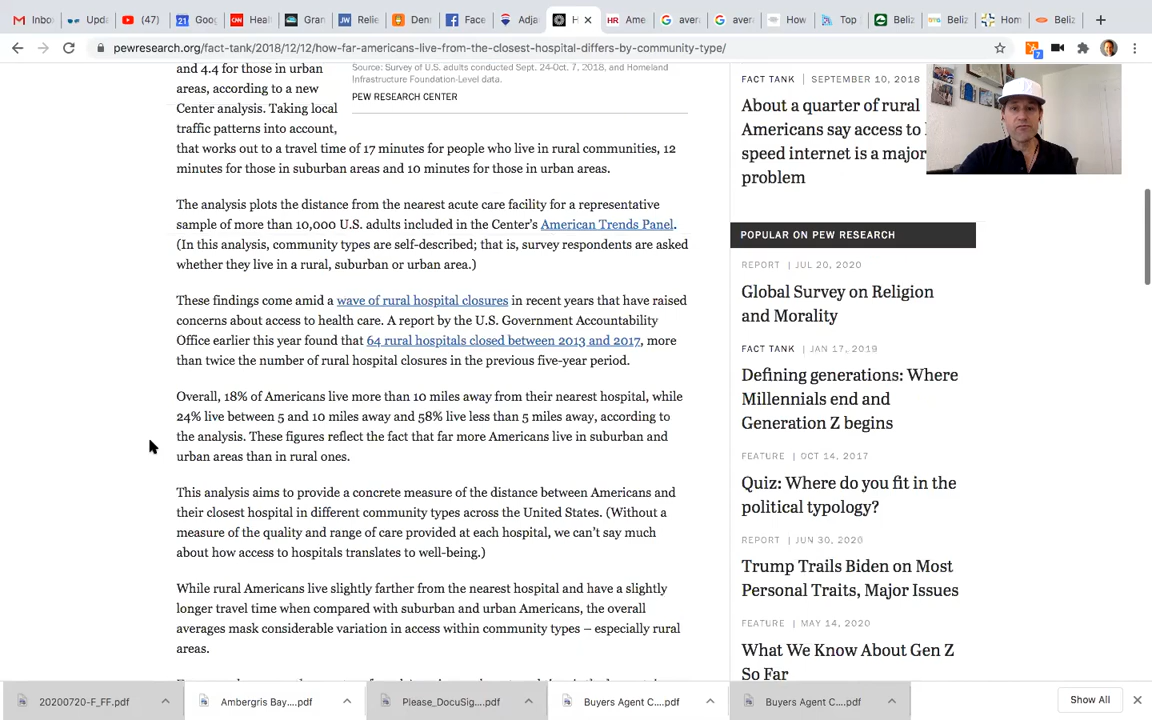 Inbo
Upda
(47)
Goog
Heal
Gran
Relie
Denn
Face
Adja
H
Ame
avera
avera
How
Top
Beliz
Beliz
Hom
Beliz
pewresearch.org/fact-tank/2018/12/12/how-far-americans-live-from-the-closest-hospital-differs-by-community-type/
and 4.4 for those in urban
areas, according to a new
Center analysis. Taking local
traffic patterns into account,
that works out to a travel time of 17 minutes for people who live in rural communities, 12
minutes for those in suburban areas and 10 minutes for those in urban areas.
Source: Survey of U.S. adults conducted Sept. 24-Oct. 7, 2018, and Homeland
Infrastructure Foundation-Level data.
PEW RESEARCH CENTER
The analysis plots the distance from the nearest acute care facility for a representative
sample of more than 10,000 U.S. adults included in the Center's American Trends Panel.
(In this analysis, community types are self-described; that is, survey respondents are asked
whether they live in a rural, suburban or urban area.)
These findings come amid a wave of rural hospital closures in recent years that have raised
concerns about access to health care. A report by the U.S. Government Accountability
Office earlier this year found that 64 rural hospitals closed between 2013 and 2017, more
than twice the number of rural hospital closures in the previous five-year period.
Overall, 18% of Americans live more than 10 miles away from their nearest hospital, while
24% live between 5 and 10 miles away and 58% live less than 5 miles away, according to
the analysis. These figures reflect the fact that far more Americans live in suburban and
urban areas than in rural ones.
This analysis aims to provide a concrete measure of the distance between Americans and
their closest hospital in different community types across the United States. (Without a
measure of the quality and range of care provided at each hospital, we can't say much
about how access to hospitals translates to well-being.)
While rural Americans live slightly farther from the nearest hospital and have a slightly
longer travel time when compared with suburban and urban Americans, the overall
averages mask considerable variation in access within community types – especially rural
areas.
FACT TANK | SEPTEMBER 10, 2018
About a quarter of rural
Americans say access to
speed internet is a major
problem
POPULAR ON PEW RESEARCH
REPORT | JUL 20, 2020
Global Survey on Religion
and Morality
FACT TANK | JAN 17, 2019
Defining generations: Where
Millennials end and
Generation Z begins
FEATURE | OCT 14, 2017
Quiz: Where do you fit in the
political typology?
REPORT | JUN 30, 2020
Trump Trails Biden on Most
Personal Traits, Major Issues
FEATURE | MAY 14, 2020
What We Know About Gen Z
So Far
20200720-F_FF.pdf
Ambergris Bay....pdf
Please_DocuSig....pdf
Buyers Agent C....pdf
Buyers Agent C....pdf
Show All